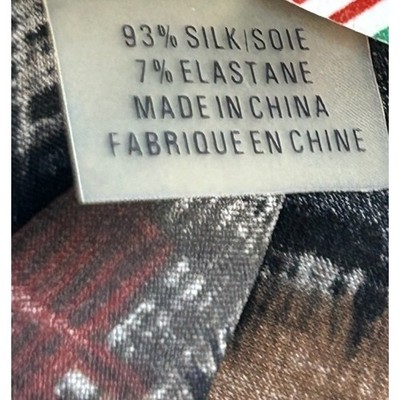 93% SILK/SOIE
7% ELASTANE
MADE IN CHINA
FABRIQUE EN CHINE